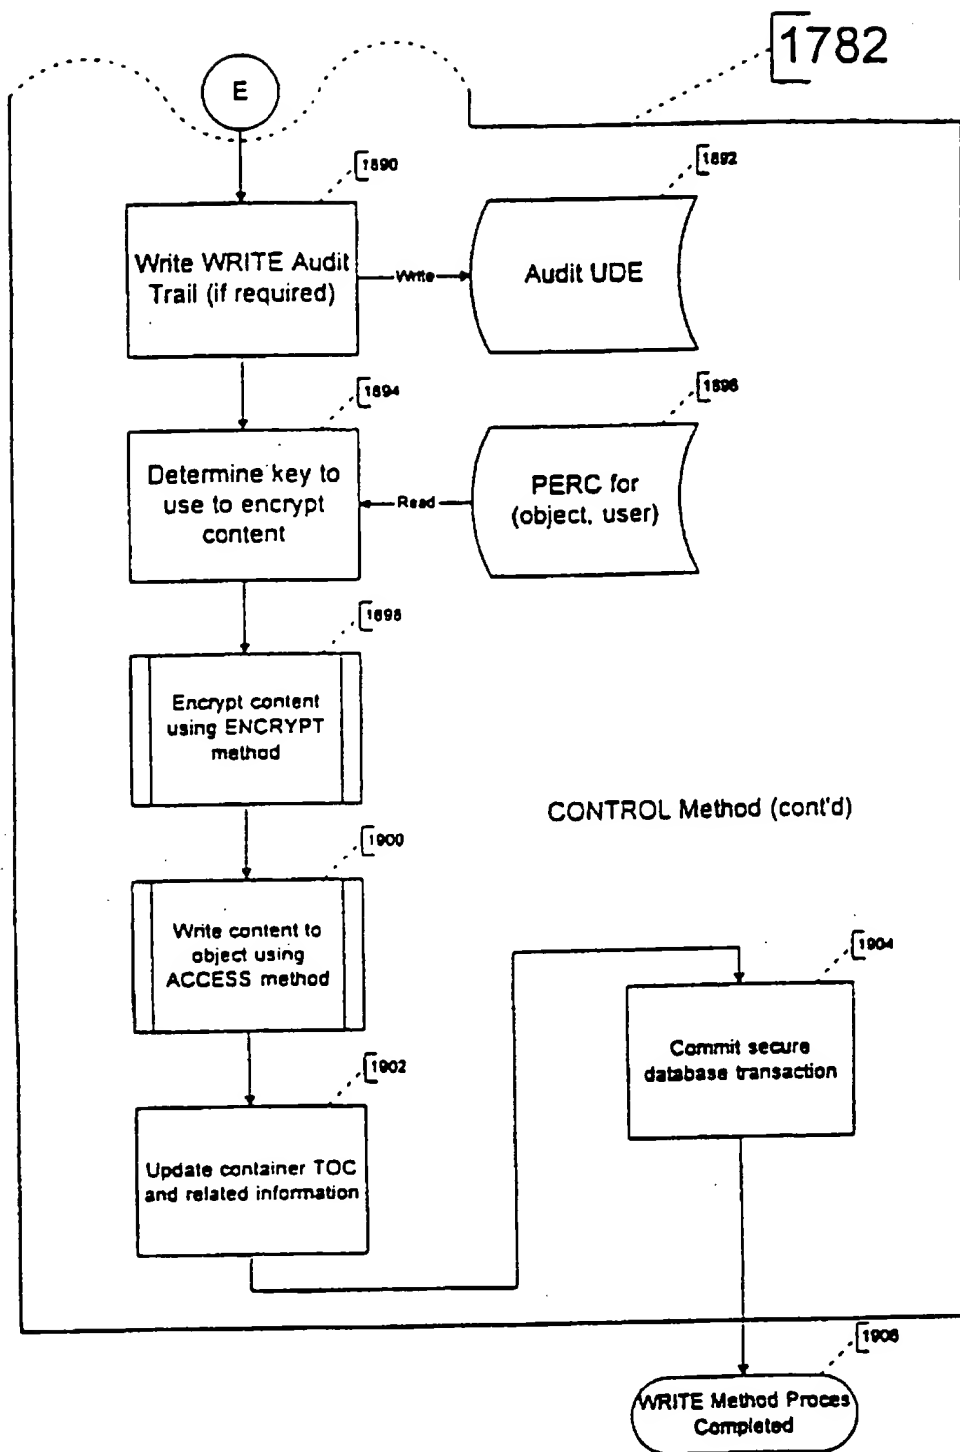 1782
E
1890
Write WRITE Audit
Trail (if required)
Write
1892
Audit UDE
1894
Determine key to
use to encrypt
content
Read
1896
PERC for
(object, user)
1898
Encrypt content
using ENCRYPT
method
CONTROL Method (cont'd)
1900
Write content to
object using
ACCESS method
1902
Update container TOC
and related information
1904
Commit secure
database transaction
1906
WRITE Method Proces
Completed